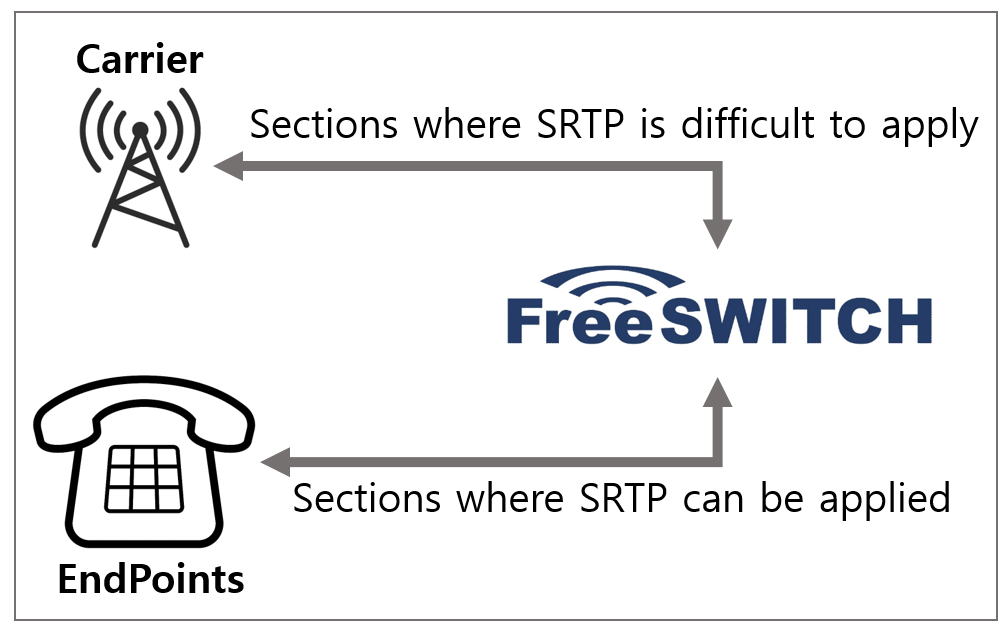 Carrier
Sections where SRTP is difficult to apply
FreeSWITCH
Sections where SRTP can be applied
EndPoints